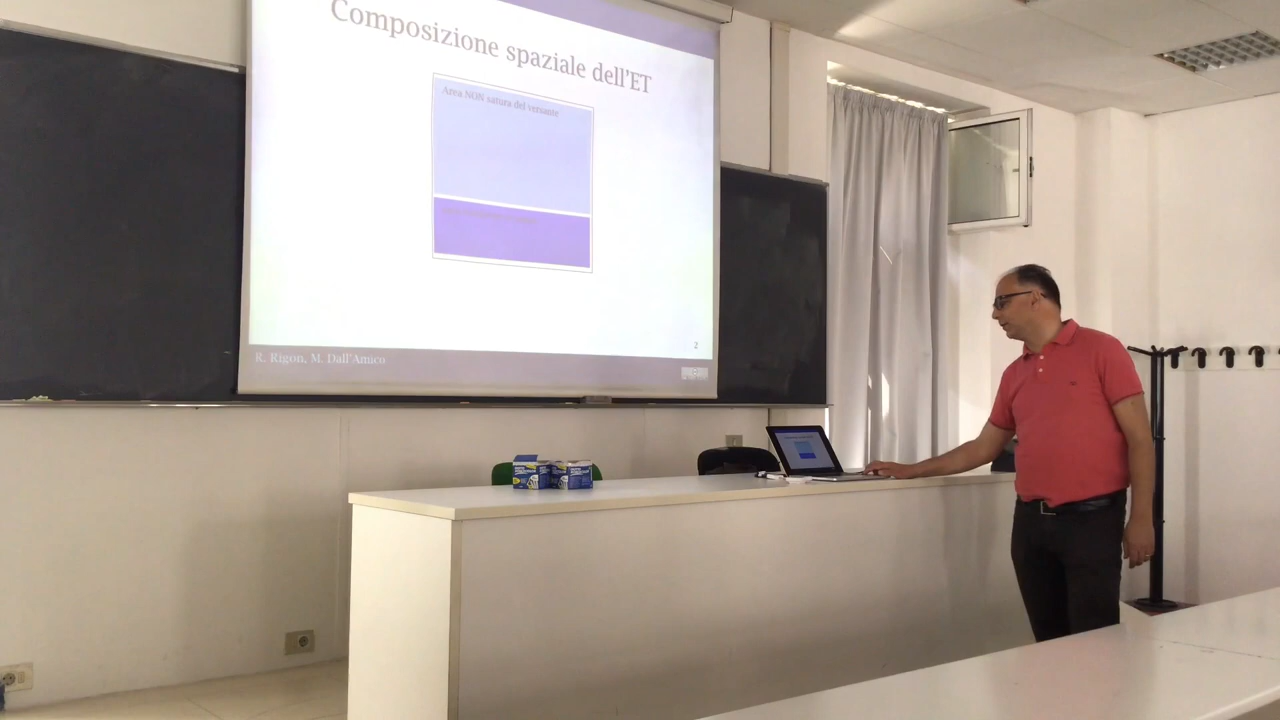 Composizione spaziale dell'ET
Area NON satura del versante
2
R. Rigon, M. Dall'Amico